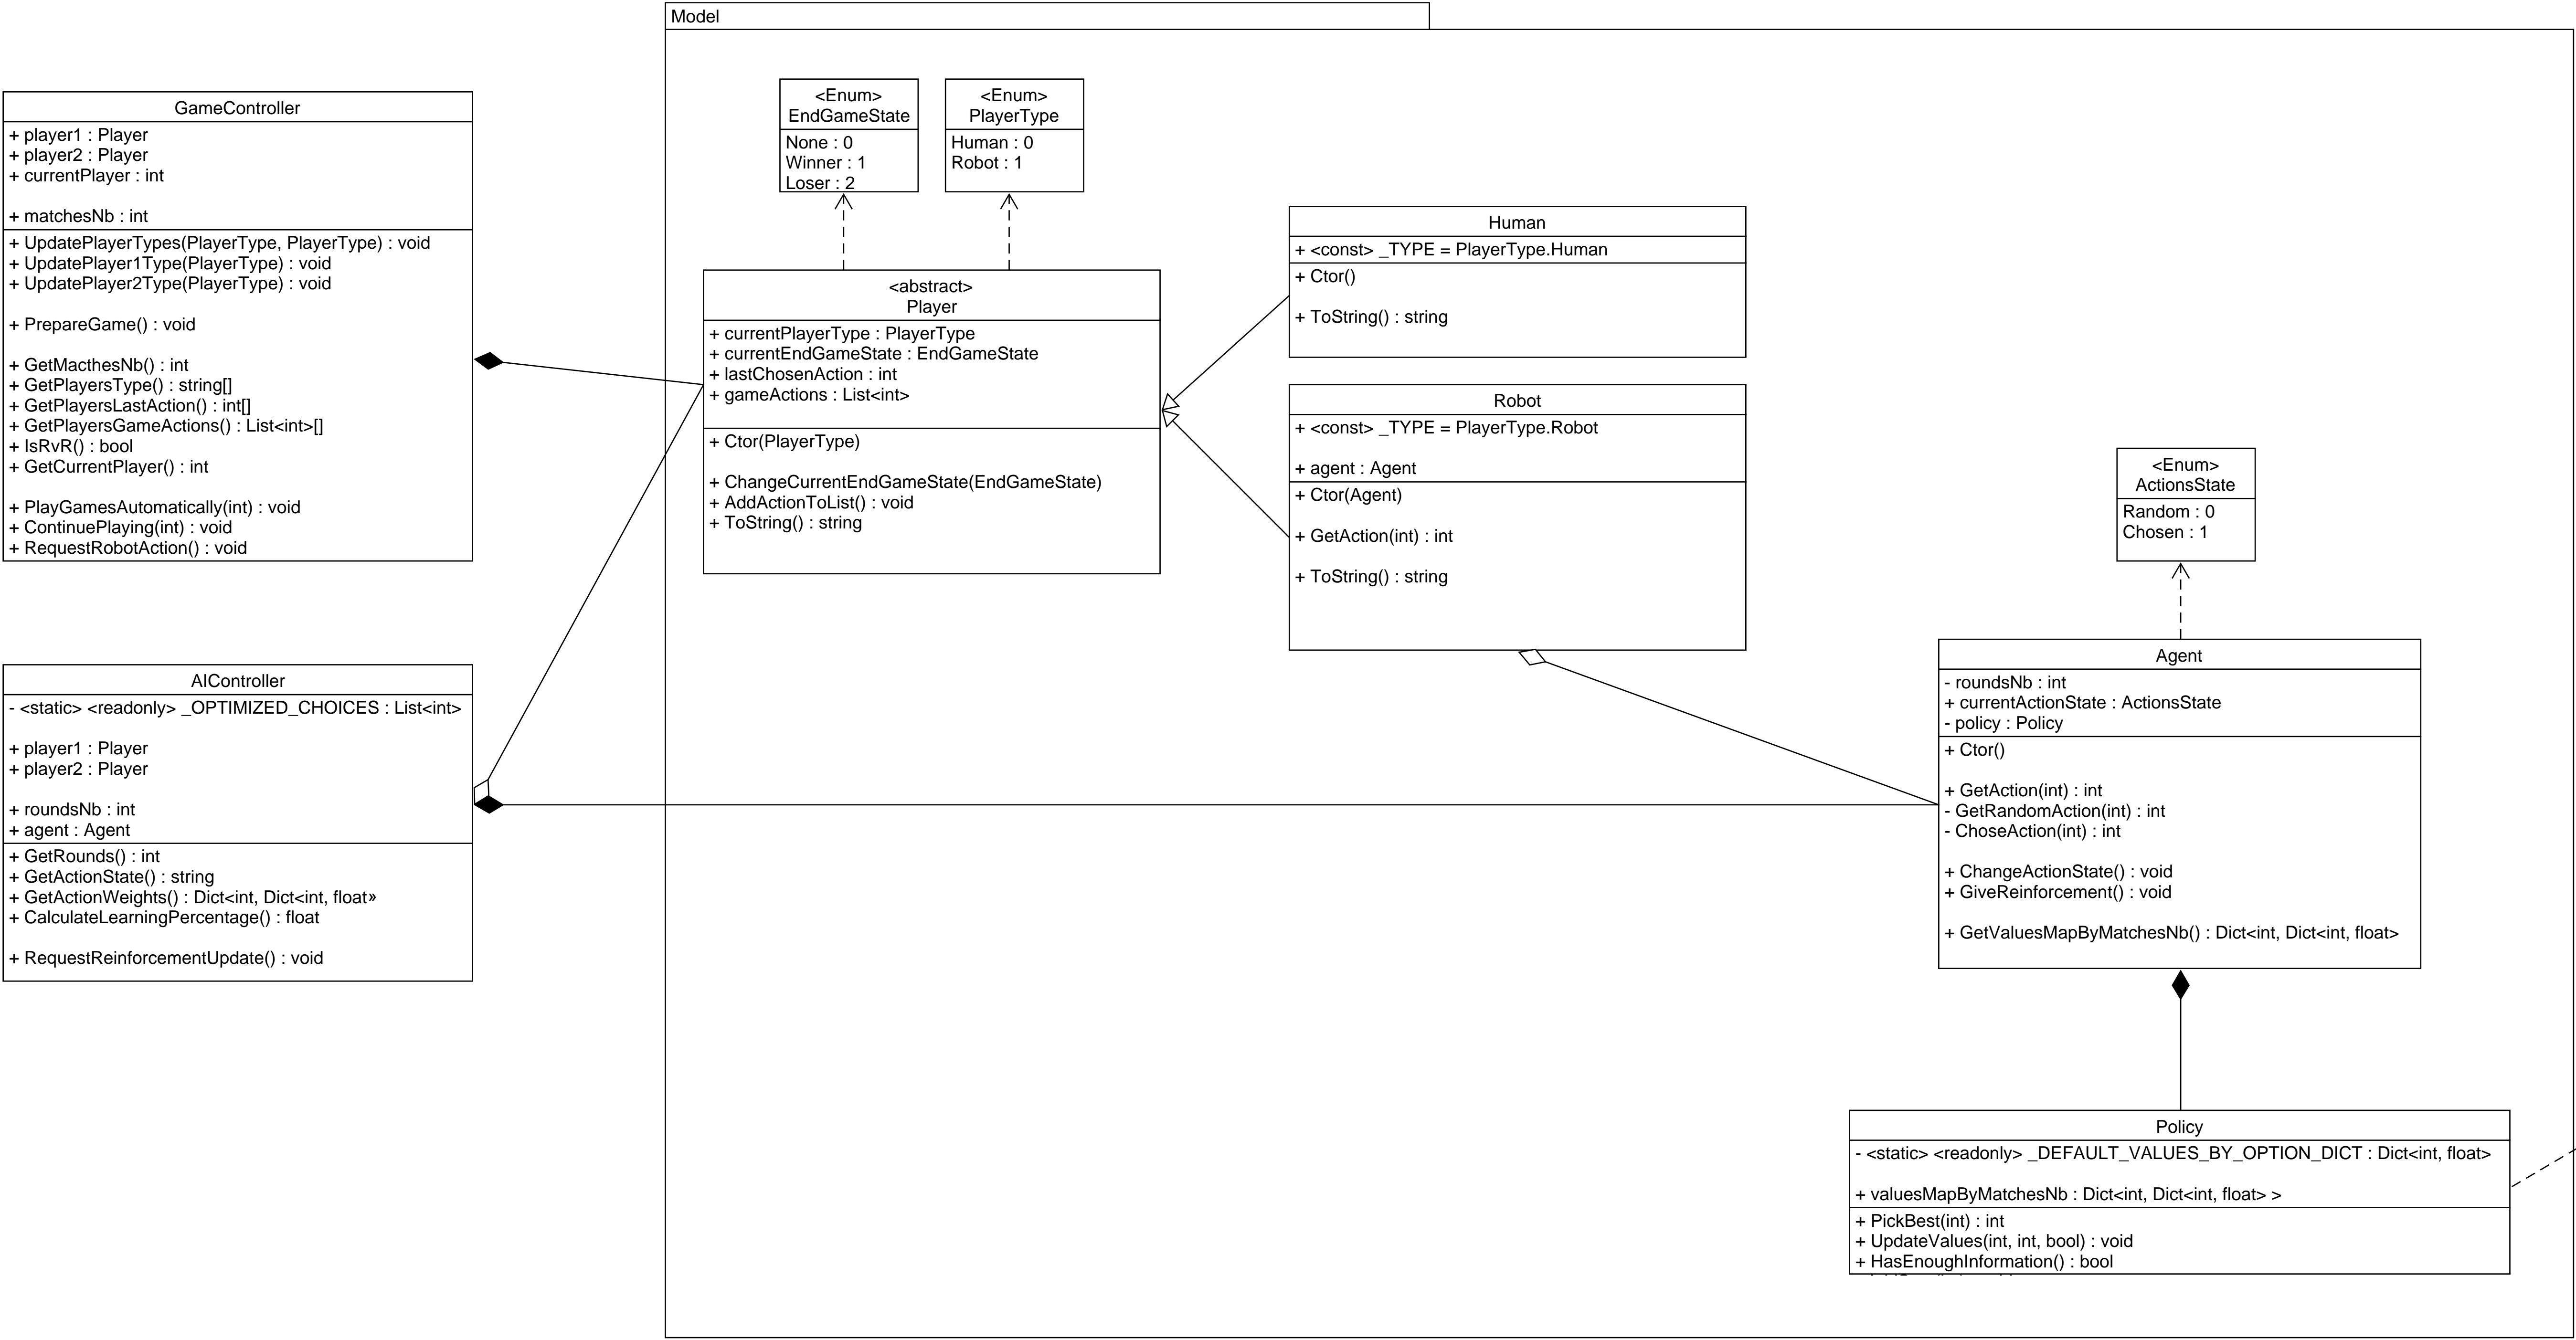 Model
GameController
+ player1 : Player
+ player2 : Player
+ currentPlayer : int
+ matchesNb : int
+ UpdatePlayerTypes(PlayerType, PlayerType) : void
+ UpdatePlayer1Type(PlayerType) : void
+ UpdatePlayer2Type(PlayerType) : void
+ PrepareGame() : void
+ GetMacthesNb() : int
+ GetPlayersType() : string[]
+ GetPlayersLastAction() : int[]
+ GetPlayersGameActions() : List<int>[]
+ IsRvR() : bool
+ GetCurrentPlayer() : int
+ PlayGamesAutomatically(int) : void
+ ContinuePlaying(int) : void
+ RequestRobotAction() : void
AIController
- <static> <readonly> _OPTIMIZED_CHOICES : List<int>
+ player1 : Player
+ player2 : Player
+ roundsNb : int
+ agent : Agent
+ GetRounds() : int
+ GetActionState() : string
+ GetActionWeights() : Dict<int, Dict<int, float»
+ CalculateLearningPercentage() : float
+ RequestReinforcementUpdate() : void
<Enum>
EndGameState
None : 0
Winner : 1
Loser : 2
<Enum>
PlayerType
Human : 0
Robot : 1
<abstract>
Player
+ currentPlayerType : PlayerType
+ currentEndGameState : EndGameState
+ lastChosenAction : int
+ gameActions : List<int>
+ Ctor(PlayerType)
+ ChangeCurrentEndGameState(EndGameState)
+ AddActionToList() : void
+ ToString() : string
Human
+ <const> _TYPE = PlayerType.Human
+ Ctor()
+ ToString() : string
Robot
+ <const> _TYPE = PlayerType.Robot
+ agent : Agent
+ Ctor(Agent)
+ GetAction(int) : int
+ ToString() : string
<Enum>
ActionsState
Random : 0
Chosen : 1
Agent
- roundsNb : int
+ currentActionState : ActionsState
- policy : Policy
+ Ctor()
+ GetAction(int) : int
- GetRandomAction(int) : int
- ChoseAction(int) : int
+ ChangeActionState() : void
+ GiveReinforcement() : void
+ GetValuesMapByMatchesNb() : Dict<int, Dict<int, float>
Policy
- <static> <readonly> _DEFAULT_VALUES_BY_OPTION_DICT : Dict<int, float>
+ valuesMapByMatchesNb : Dict<int, Dict<int, float> >
+ PickBest(int) : int
+ UpdateValues(int, int, bool) : void
+ HasEnoughInformation() : bool